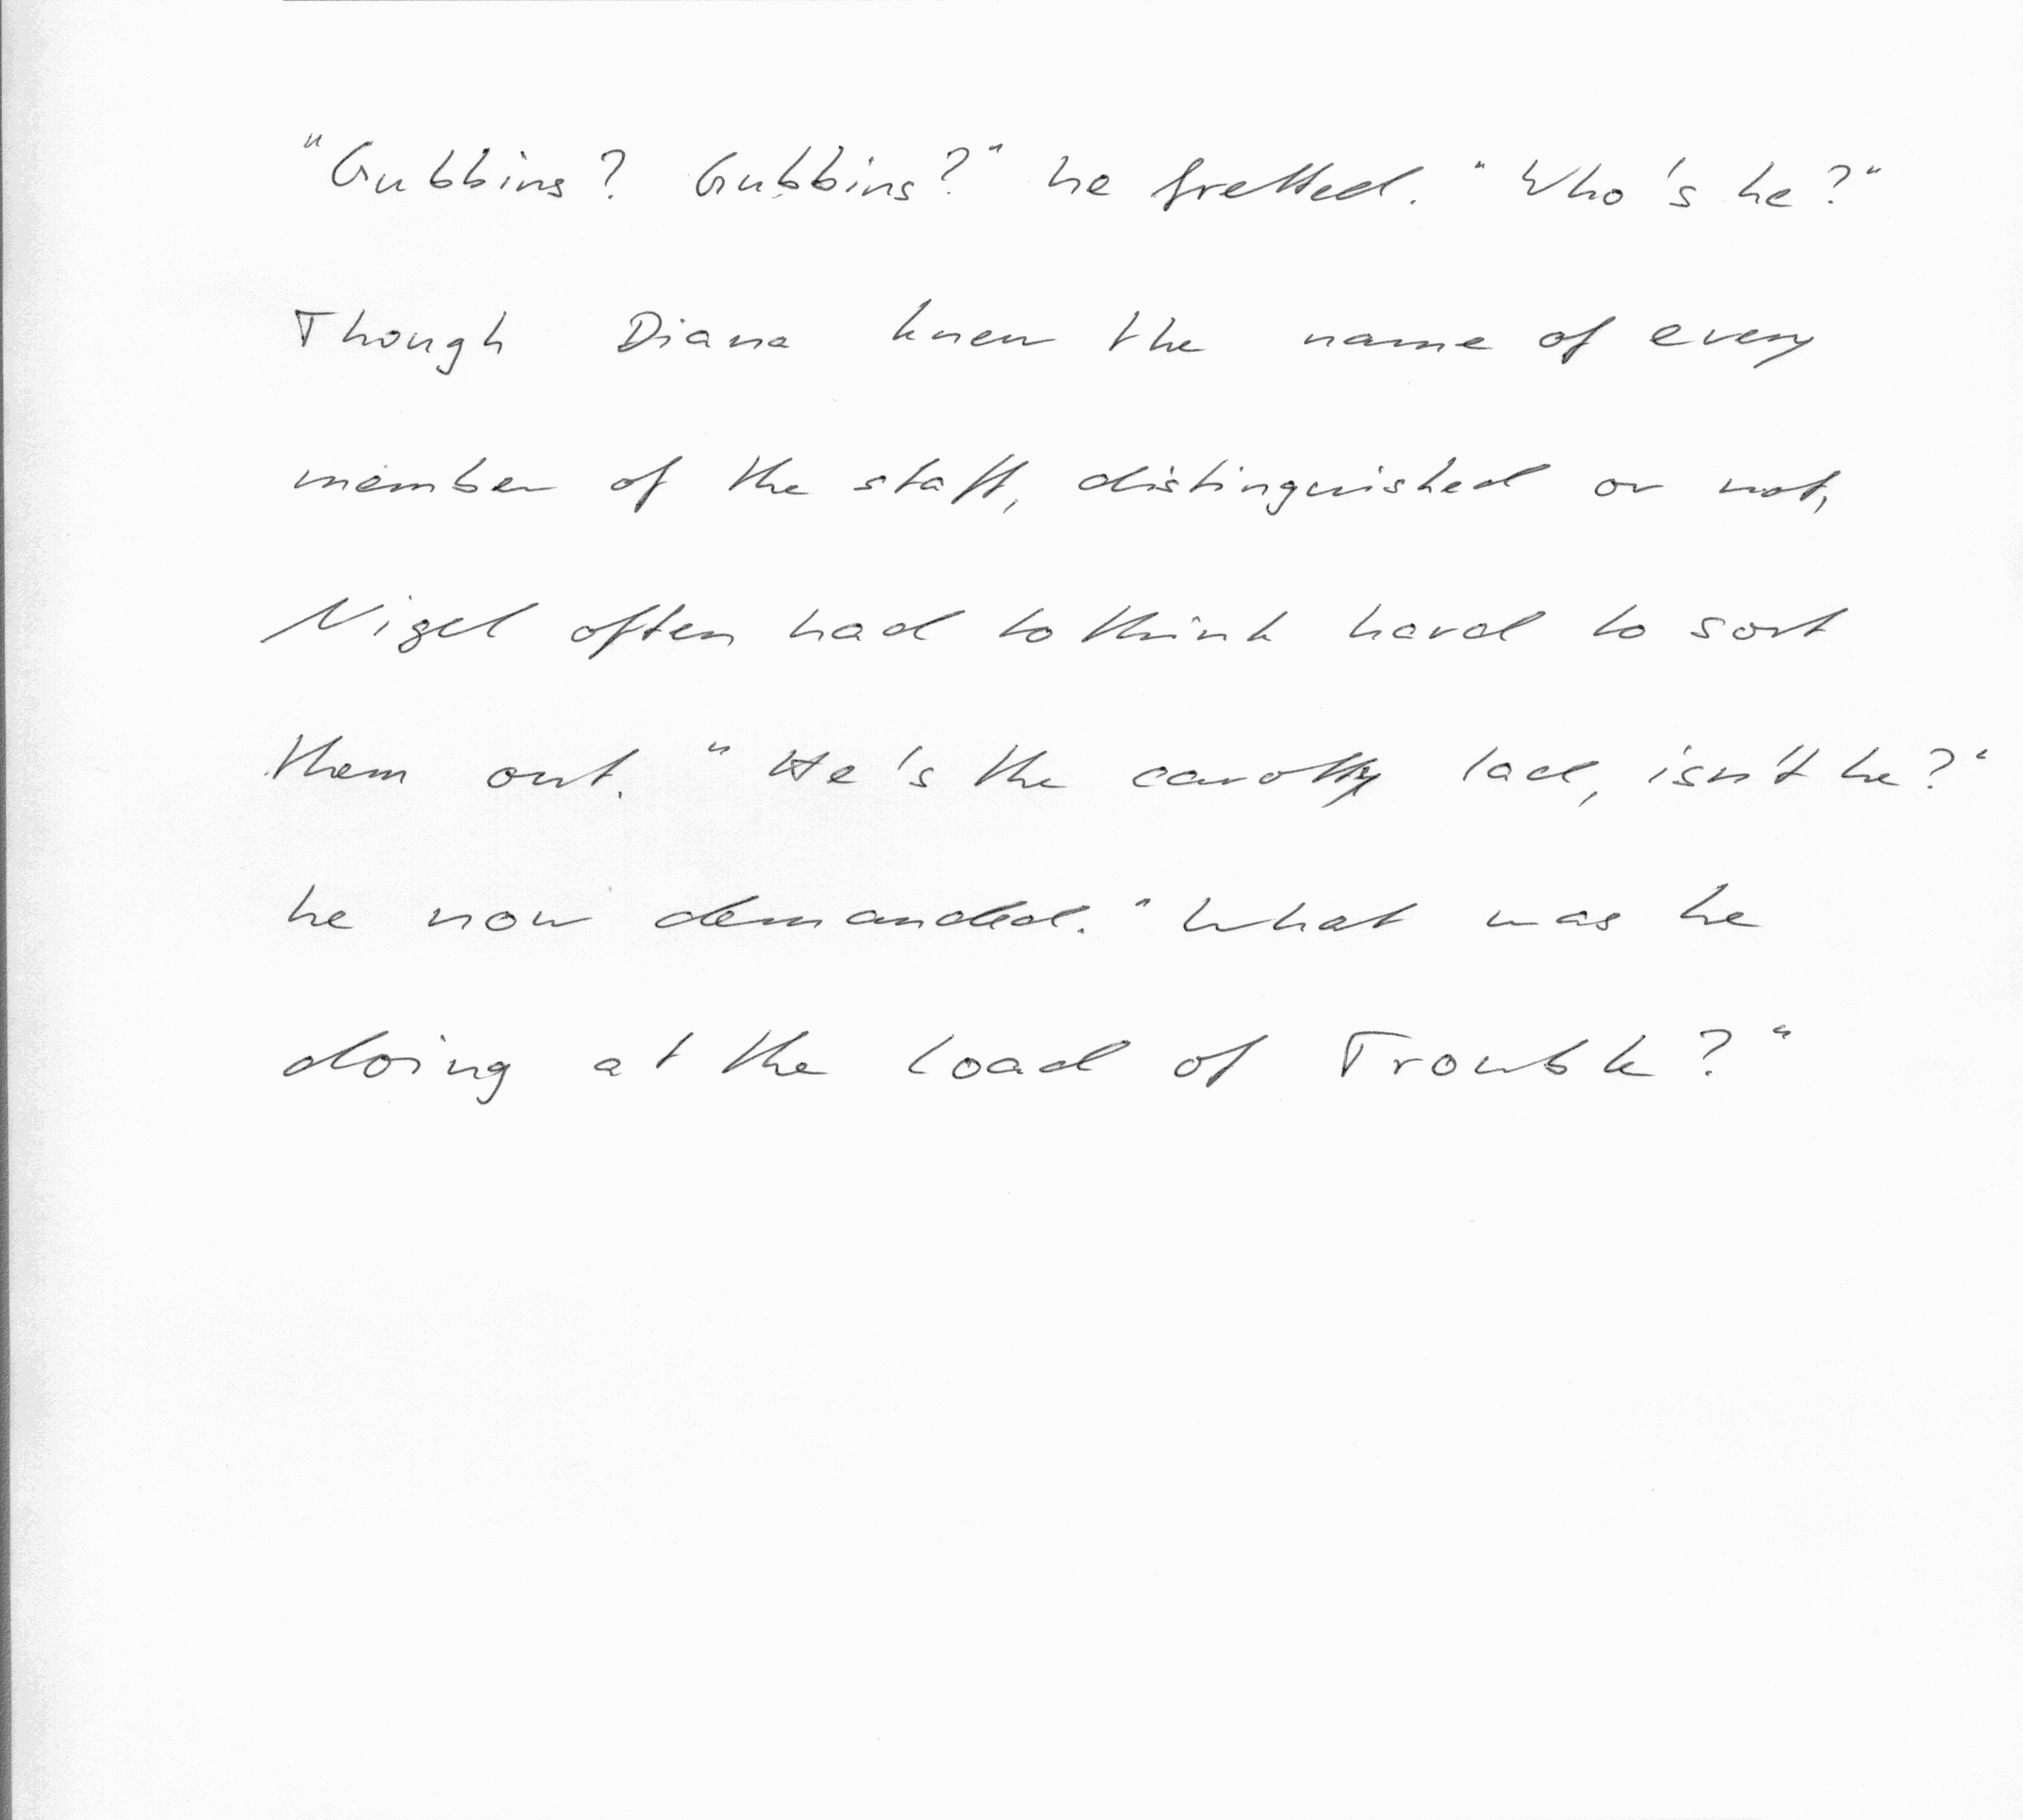 "Gubbins? Gubbins?" he fretted. "Who's he?"
Though Diana knew the name of every
member of the staff, distinguished or not,
Nigel often had to think hard to sort
them out. "He's the carotty lad, isn't he?"
he now demanded. "What was he
doing at the Load of Trouble?"